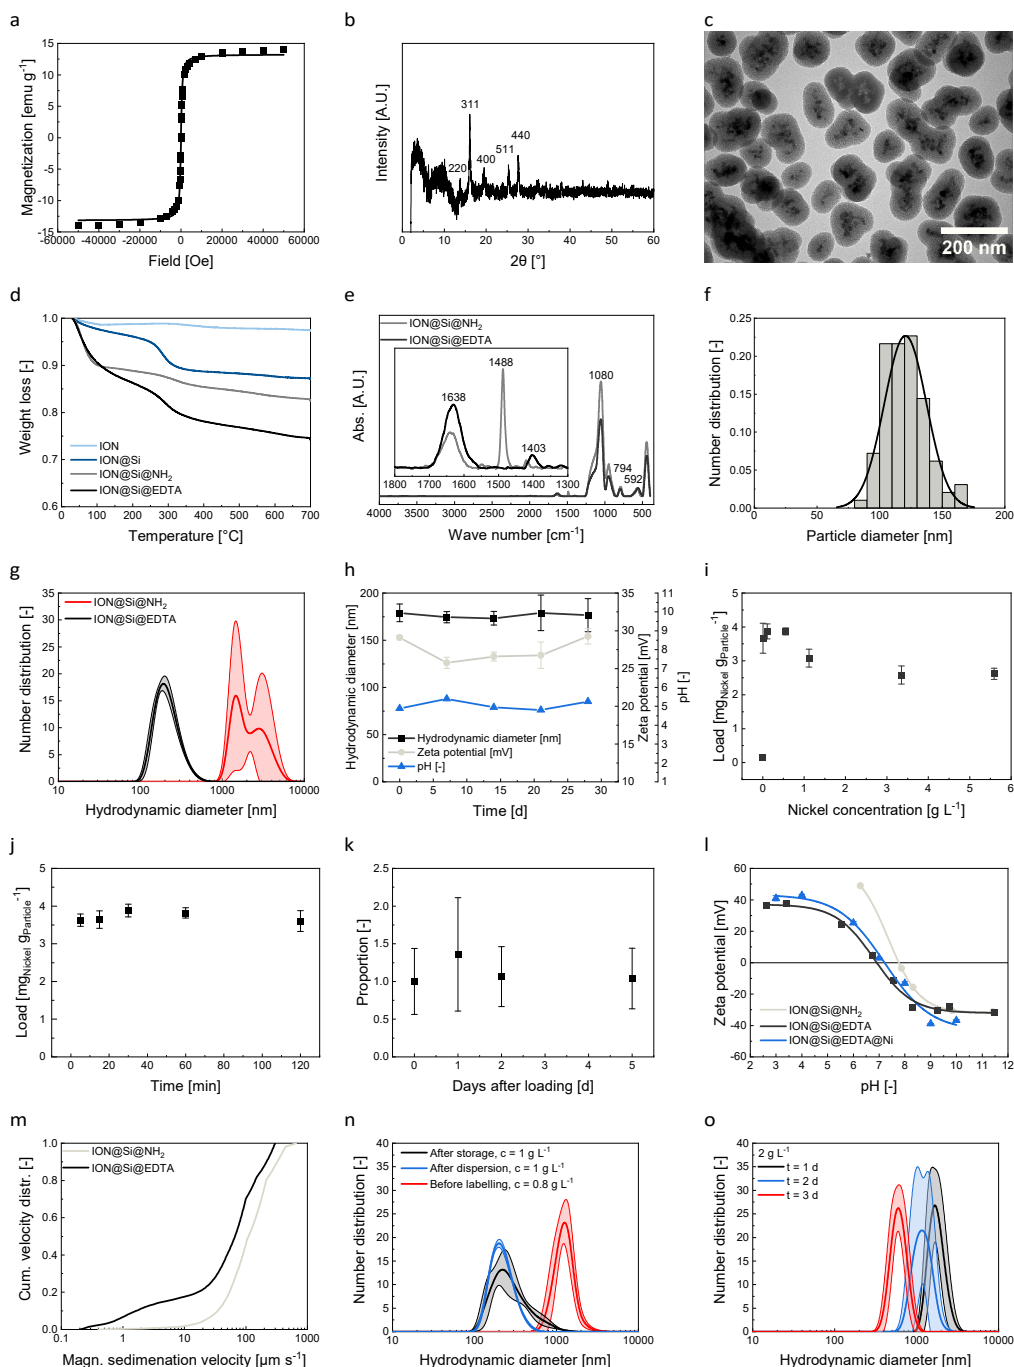 a
15
10
5
0
-5
-10
-15
-60000 -40000 -20000 0 20000 40000 60000
Magnetization [emu g⁻¹]
Field [Oe]
b
311
440
511
220
400
0 10 20 30 40 50 60
Intensity [A.U.]
2θ [°]
c
200 nm
d
1.0
0.9
0.8
0.7
0.6
0 100 200 300 400 500 600 700
Weight loss [-]
ION
ION@Si
ION@Si@NH₂
ION@Si@EDTA
Temperature [°C]
e
ION@Si@NH₂
ION@Si@EDTA
1488
1638
1403
1800 1700 1600 1500 1400 1300
1080
794
592
4000 3500 3000 2500 2000 1500 1000 500
Abs. [A.U.]
Wave number [cm⁻¹]
f
0.25
0.20
0.15
0.10
0.05
0.00
0 50 100 150 200
Number distribution [-]
Particle diameter [nm]
g
ION@Si@NH₂
ION@Si@EDTA
35
30
25
20
15
10
5
0
10 100 1000 10000
Number distribution [-]
Hydrodynamic diameter [nm]
h
200
150
100
75
50
25
0
Hydrodynamic diameter [nm]
35
30
25
20
15
10
Zeta potential [mV]
11
10
9
8
7
6
5
4
3
2
1
pH [-]
Hydrodynamic diameter [nm]
Zeta potential [mV]
pH [-]
0 5 10 15 20 25 30
Time [d]
i
5
4
3
2
1
0
0 1 2 3 4 5 6
Load [mg_Nickel g_Particle⁻¹]
Nickel concentration [g L⁻¹]
j
5
4
3
2
1
0
0 20 40 60 80 100 120
Load [mg_Nickel g_Particle⁻¹]
Time [min]
k
2.5
2.0
1.5
1.0
0.5
0.0
0 1 2 3 4 5
Proportion [-]
Days after loading [d]
l
60
40
20
0
-20
-40
-60
2 3 4 5 6 7 8 9 10 11 12
Zeta potential [mV]
ION@Si@NH₂
ION@Si@EDTA
ION@Si@EDTA@Ni
pH [-]
m
ION@Si@NH₂
ION@Si@EDTA
1.0
0.8
0.6
0.4
0.2
0.0
0.1 1 10 100 1000
Cum. velocity distr. [-]
Magn. sedimenation velocity [µm s⁻¹]
n
After storage, c = 1 g L⁻¹
After dispersion, c = 1 g L⁻¹
Before labelling, c = 0.8 g L⁻¹
40
35
30
25
20
15
10
5
0
10 100 1000 10000
Number distribution [-]
Hydrodynamic diameter [nm]
o
2 g L⁻¹
t = 1 d
t = 2 d
t = 3 d
40
35
30
25
20
15
10
5
0
10 100 1000 10000
Number distribution [-]
Hydrodynamic diameter [nm]